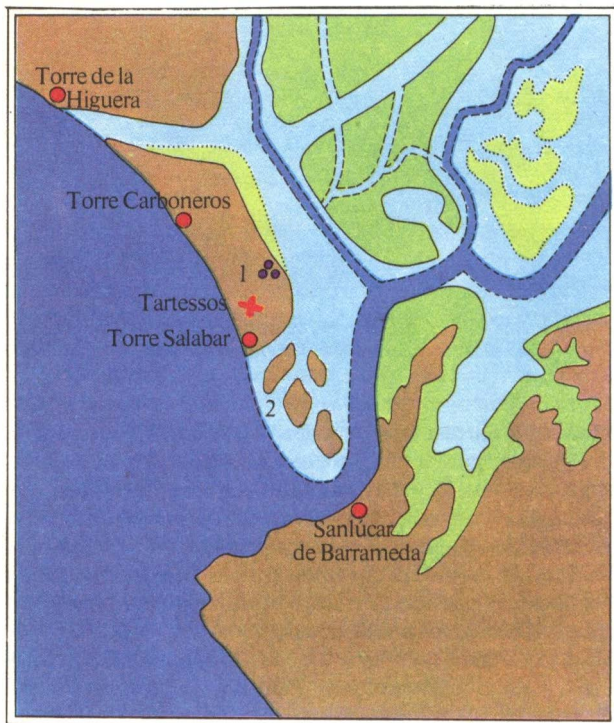 Torre de la
Higuera
Torre Carboneros
1
Tartessos
Torre Salabar
2
Sanlúcar
de Barrameda